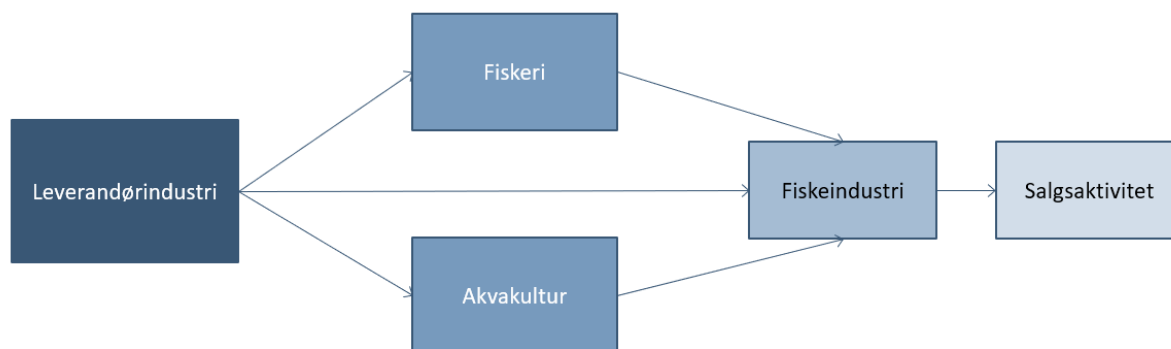 Fiskeri
Leverandørindustri
Fiskeindustri
Salgsaktivitet
Akvakultur